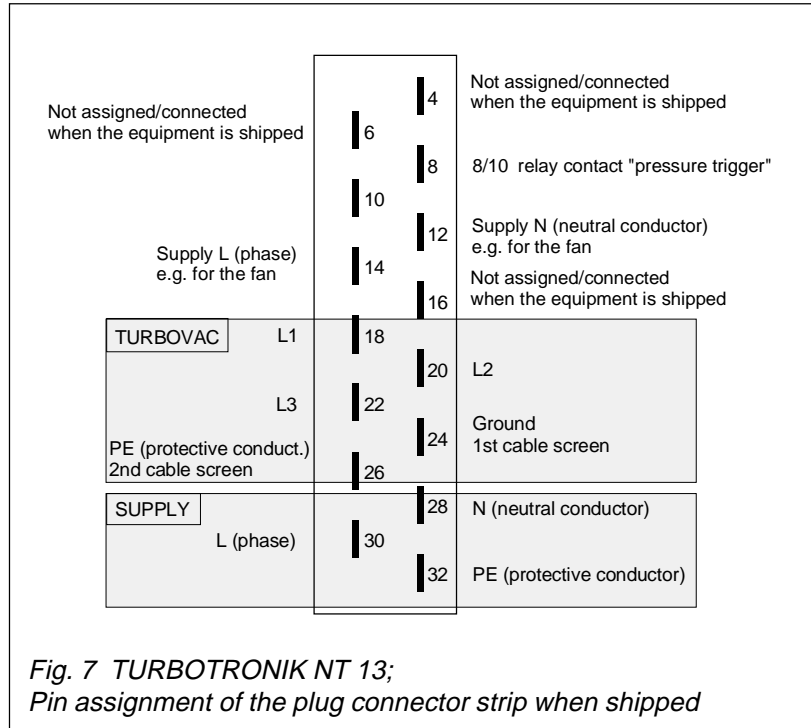 4
Not assigned/connected
when the equipment is shipped
Not assigned/connected
when the equipment is shipped
6
8
8/10 relay contact "pressure trigger"
10
12
Supply N (neutral conductor)
e.g. for the fan
Supply L (phase)
e.g. for the fan
14
16
Not assigned/connected
when the equipment is shipped
TURBOVAC
L1
18
20
L2
L3
22
24
Ground
1st cable screen
PE (protective conduct.)
2nd cable screen
26
SUPPLY
28
N (neutral conductor)
L (phase)
30
32
PE (protective conductor)
Fig. 7 TURBOTRONIK NT 13;
Pin assignment of the plug connector strip when shipped